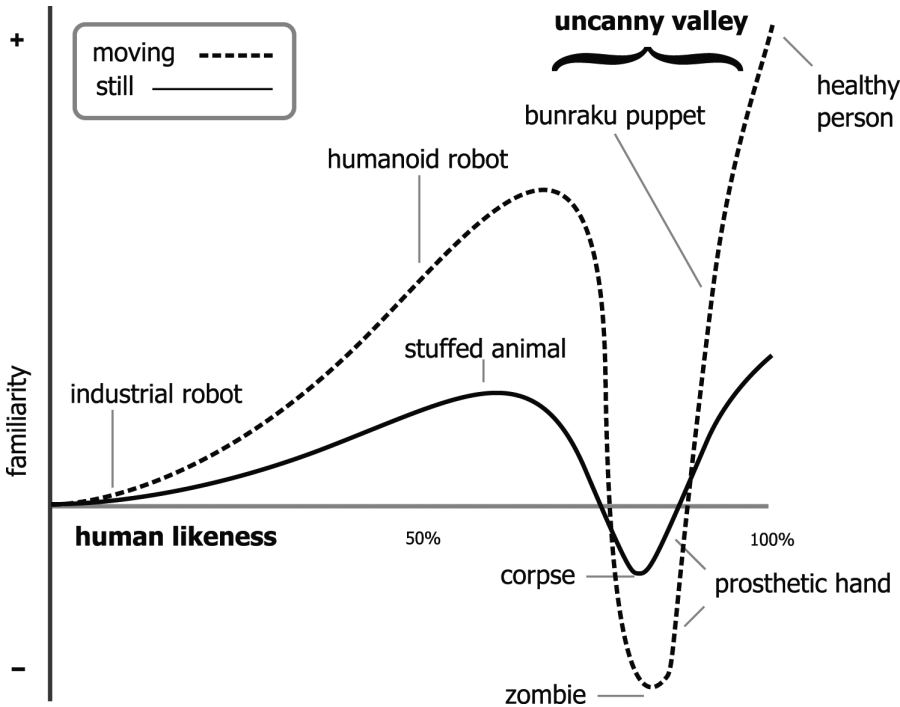 uncanny valley
+
moving
still
healthy
person
bunraku puppet
humanoid robot
stuffed animal
industrial robot
familiarity
human likeness
50%
100%
corpse
prosthetic hand
–
zombie